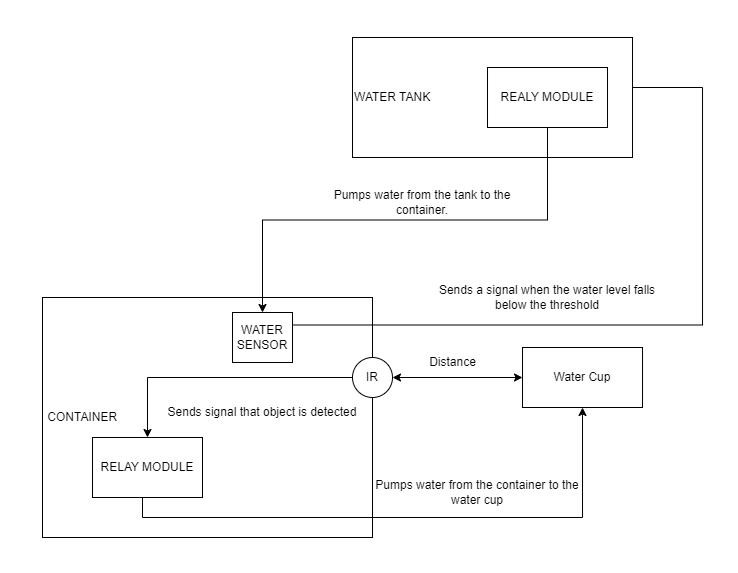 WATER TANK
REALY MODULE
Pumps water from the tank to the
container.
Sends a signal when the water level falls
below the threshold
WATER
SENSOR
Distance
IR
Water Cup
Sends signal that object is detected
CONTAINER
RELAY MODULE
Pumps water from the container to the
water cup